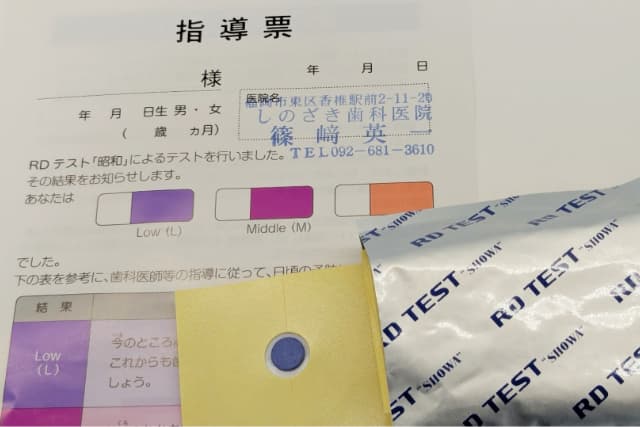 指導票
様
年 月 日
年 月 日生 男・女
( 歳 ヵ月)
医院名
福岡市東区香椎駅前2-11-20
しのざき歯科医院
篠﨑英一
TEL092-681-3610
RDテスト「昭和」によるテストを行いました。
その結果をお知らせします。
あなたは
Low (L)
Middle (M)
でした。
下の表を参考に、歯科医師等の指導に従って、日頃の
結果
Low
(L)
今のところ
これからも
しょう。
RD TEST "SHOWA"
RD TEST "SHOWA"
RD TEST "SHOWA"
RD TEST "SHOWA"
RD TEST